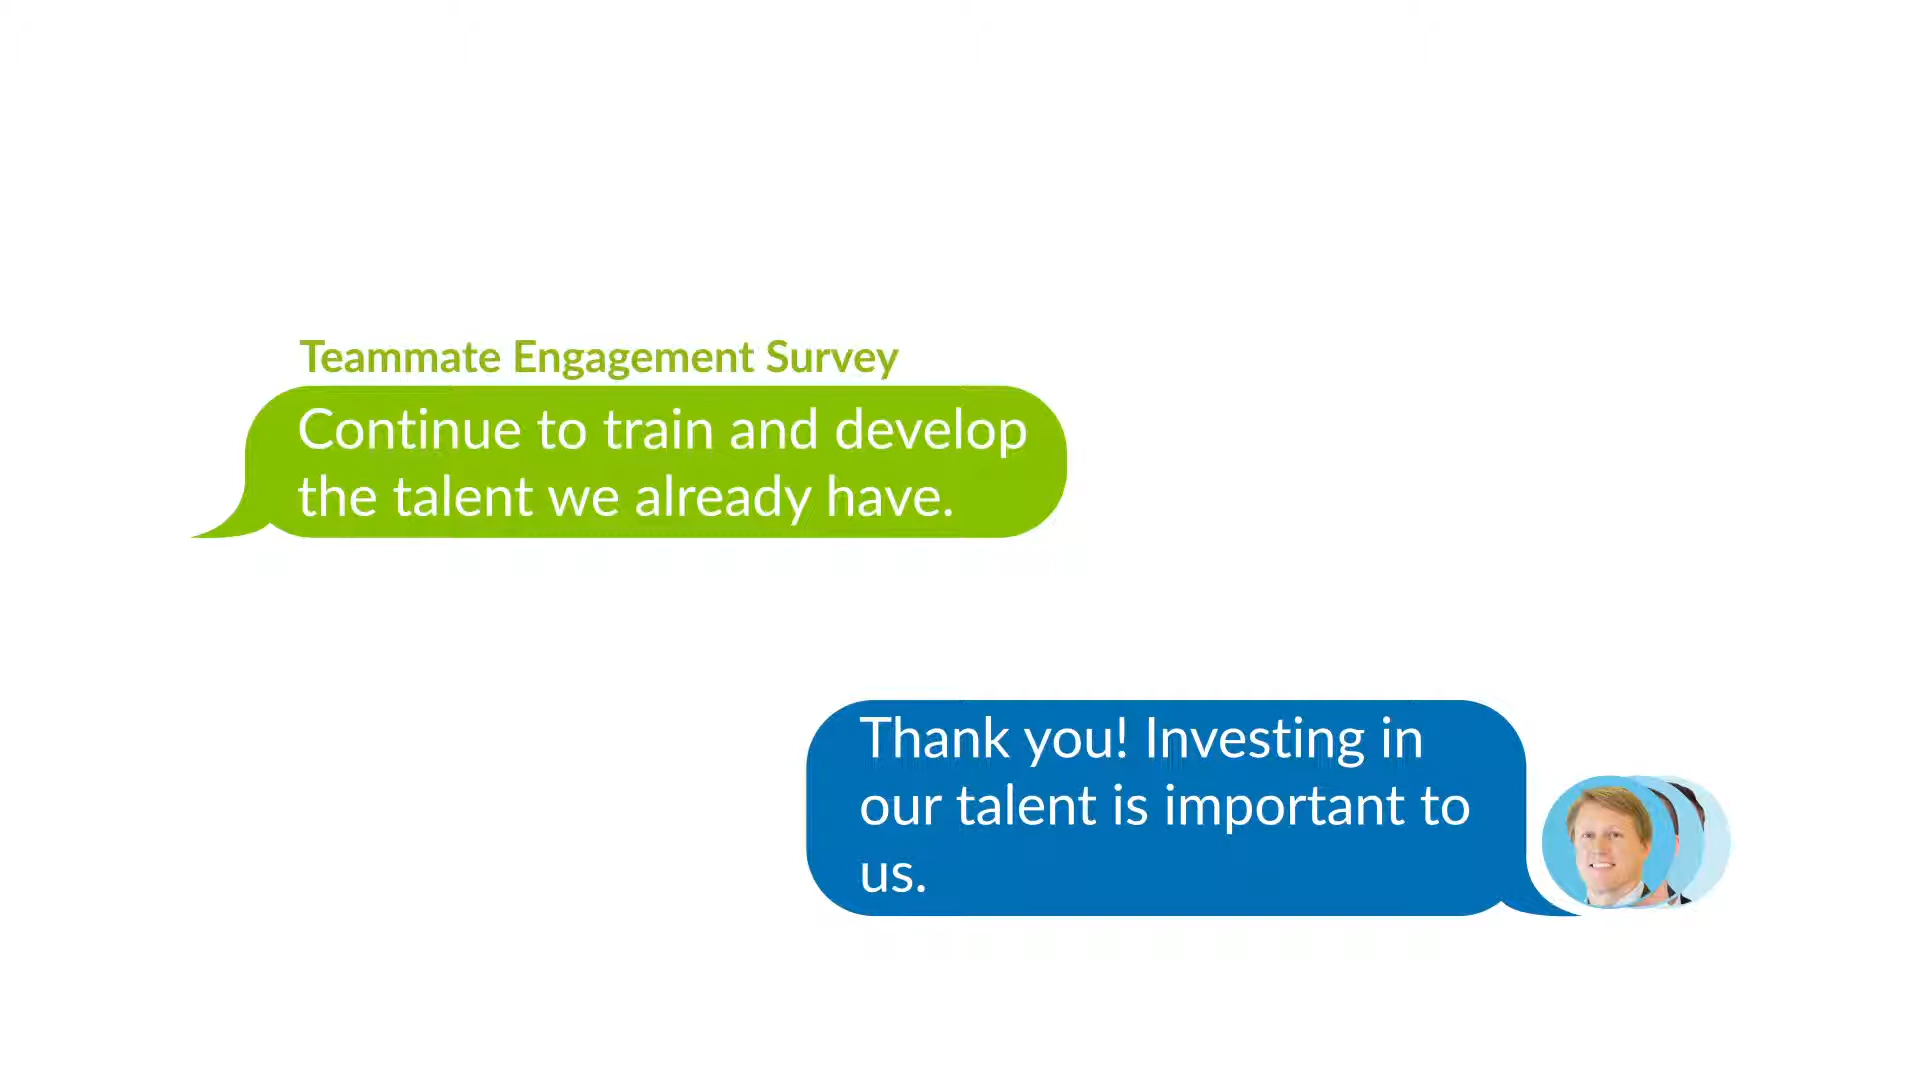 Teammate Engagement Survey
Continue to train and develop
the talent we already have.
Thank you! Investing in
our talent is important to
us.